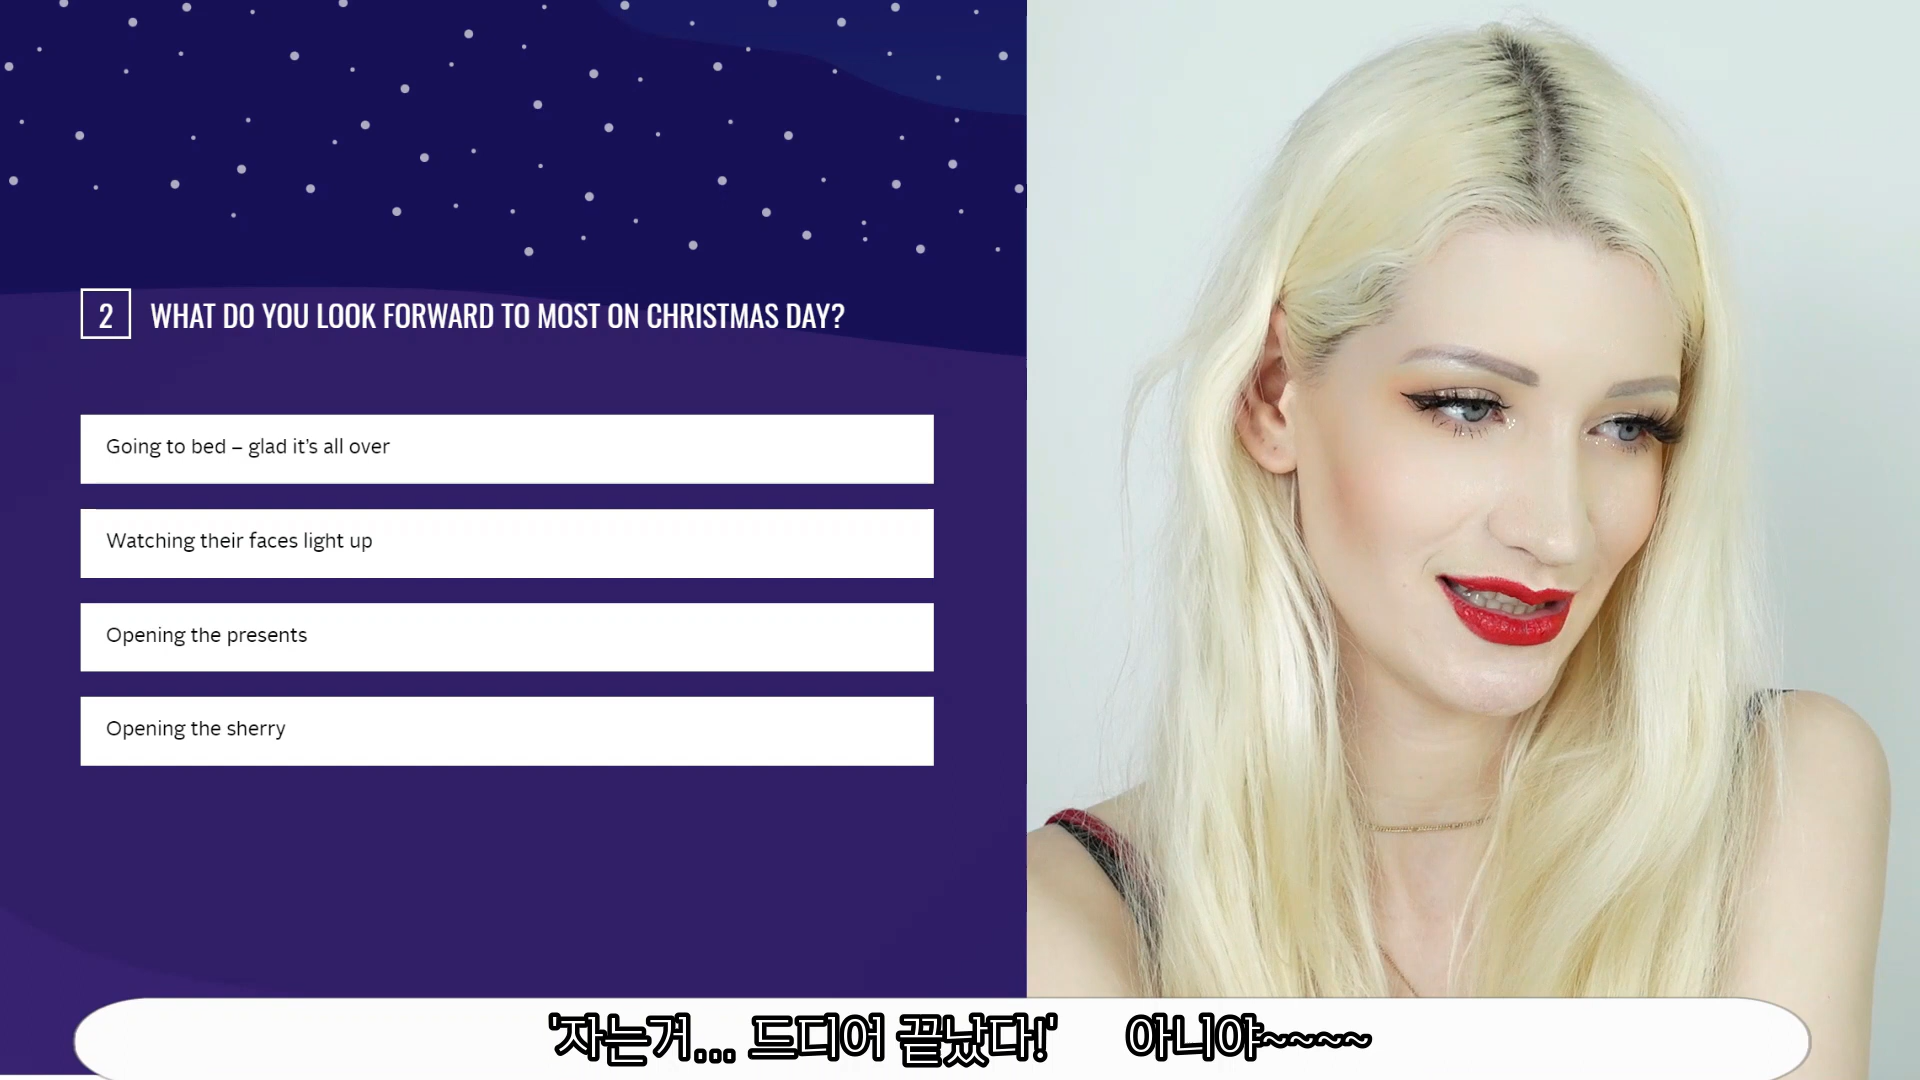 2 WHAT DO YOU LOOK FORWARD TO MOST ON CHRISTMAS DAY?
Going to bed – glad it's all over
Watching their faces light up
Opening the presents
Opening the sherry
'자는거... 드디어 끝났다!' 아니야~~~~